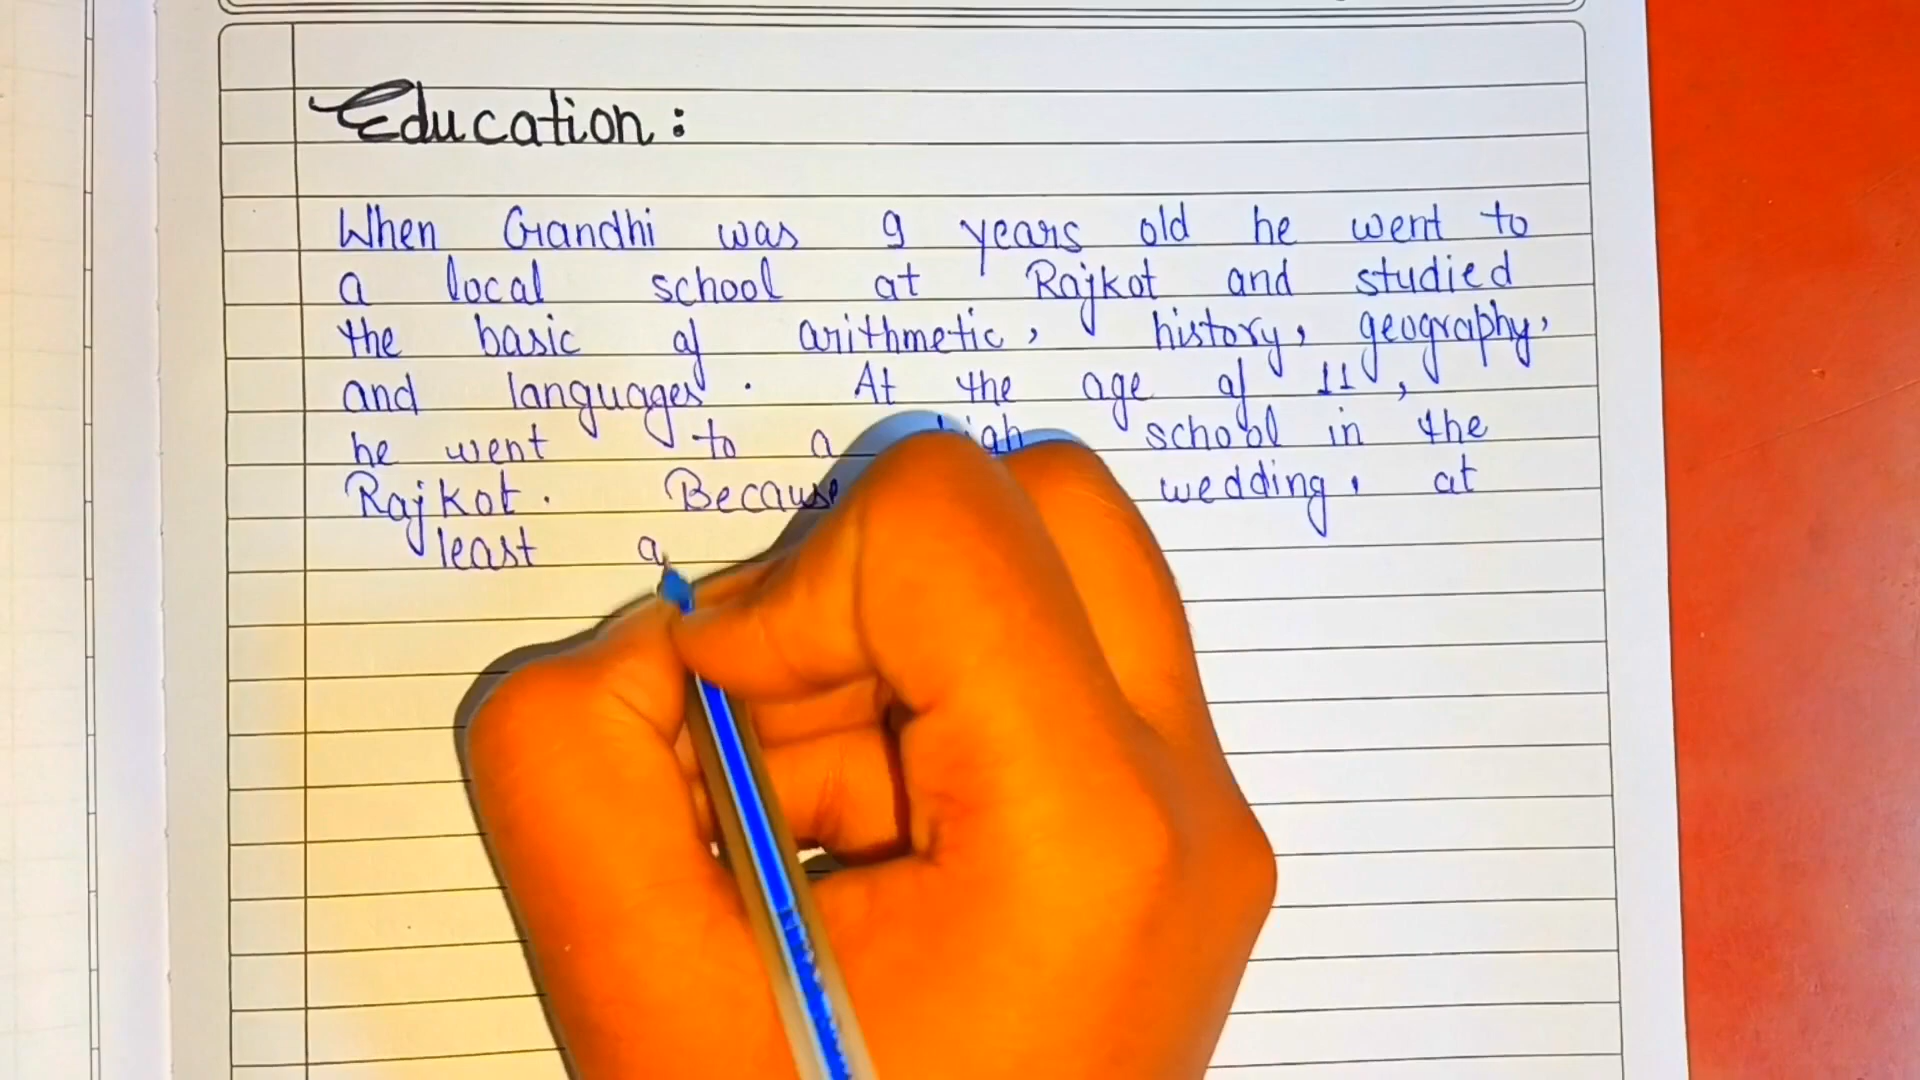 Education:
When Gandhi was 9 years old he went to
a local school at Rajkot and studied
the basic of arithmetic, history, geography,
and languages. At the age of 11,
he went to a high school in the
Rajkot. Because wedding, at
least a